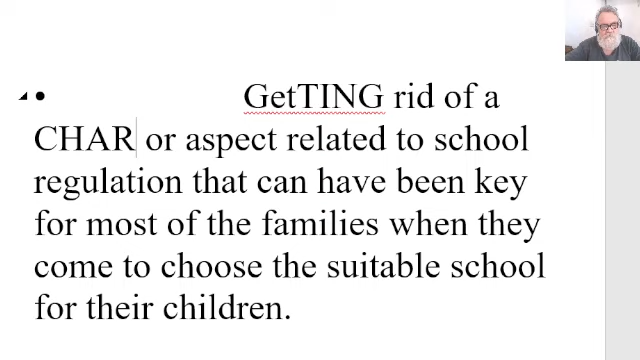 • GetTING rid of a
CHAR or aspect related to school
regulation that can have been key
for most of the families when they
come to choose the suitable school
for their children.